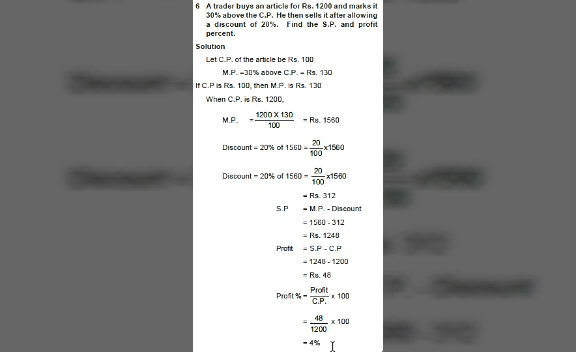 6 A trader buys an article for Rs. 1200 and marks it
30% above the C.P. He then sells it after allowing
a discount of 20%. Find the S.P. and profit
percent.
Solution
Let C.P. of the article be Rs. 100
M.P. =30% above C.P. = Rs. 130
If C.P is Rs. 100, then M.P. is Rs. 130
When C.P. is Rs. 1200,
M.P. = 1200 X 130 / 100 = Rs. 1560
Discount = 20% of 1560 = 20/100 x1560
Discount = 20% of 1560 = 20/100 x1560
= Rs. 312
S.P = M.P. - Discount
= 1560 - 312
= Rs. 1248
Profit = S.P - C.P
= 1248 - 1200
= Rs. 48
Profit % = Profit/C.P. x 100
= 48/1200 x 100
= 4%